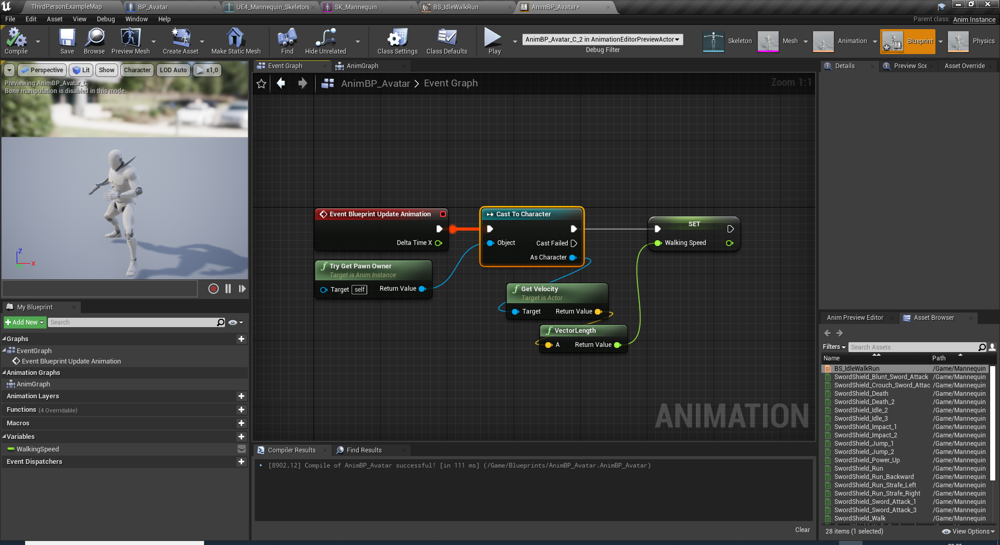 ThirdPersonExampleMap
BP_Avatar
UE4_Mannequin_Skeleton
SK_Mannequin
BS_IdleWalkRun
AnimBP_Avatar*
File Edit Asset View Debug Window Help
Parent class: Anim Instance
Compile
Save
Browse
Preview Mesh
Create Asset
Make Static Mesh
Find
Hide Unrelated
Class Settings
Class Defaults
Play
AnimBP_Avatar_C_2 in AnimationEditorPreviewActor
Debug Filter
Skeleton
Mesh
Animation
Blueprint
Physics
Perspective
Lit
Show
Character
LOD Auto
x1,0
Previewing AnimBP_Avatar_C.
Bone manipulation is disabled in this mode.
Z
X
Y
My Blueprint
Add New
Search
Graphs
EventGraph
Event Blueprint Update Animation
Animation Graphs
AnimGraph
Animation Layers
Functions (4 Overridable)
Macros
Variables
WalkingSpeed
Event Dispatchers
Event Graph
AnimGraph
AnimBP_Avatar > Event Graph
Zoom 1:1
Event Blueprint Update Animation
Delta Time X
Try Get Pawn Owner
Target is Anim Instance
Target self Return Value
Cast To Character
Object
Cast Failed
As Character
SET
Walking Speed
Get Velocity
Target is Actor
Target Return Value
VectorLength
A Return Value
ANIMATION
Compiler Results
Find Results
[8902,12] Compile of AnimBP_Avatar successful! [in 111 ms] (/Game/Blueprints/AnimBP_Avatar.AnimBP_Avatar)
Clear
Details
Preview Sce
Asset Override
Anim Preview Editor
Asset Browser
Filters
Search Assets
Name Path
BS_IdleWalkRun /Game/Mannequin
SwordShield_Blunt_Sword_Attack /Game/Mannequin
SwordShield_Crouch_Sword_Attac /Game/Mannequin
SwordShield_Death /Game/Mannequin
SwordShield_Death_2 /Game/Mannequin
SwordShield_Idle_2 /Game/Mannequin
SwordShield_Idle_3 /Game/Mannequin
SwordShield_Impact_1 /Game/Mannequin
SwordShield_Impact_2 /Game/Mannequin
SwordShield_Jump_1 /Game/Mannequin
SwordShield_Jump_2 /Game/Mannequin
SwordShield_Power_Up /Game/Mannequin
SwordShield_Run /Game/Mannequin
SwordShield_Run_Backward /Game/Mannequin
SwordShield_Run_Strafe_Left /Game/Mannequin
SwordShield_Run_Strafe_Right /Game/Mannequin
SwordShield_Sword_Attack_1 /Game/Mannequin
SwordShield_Sword_Attack_3 /Game/Mannequin
SwordShield_Walk /Game/Mannequin
28 items (1 selected)
View Options